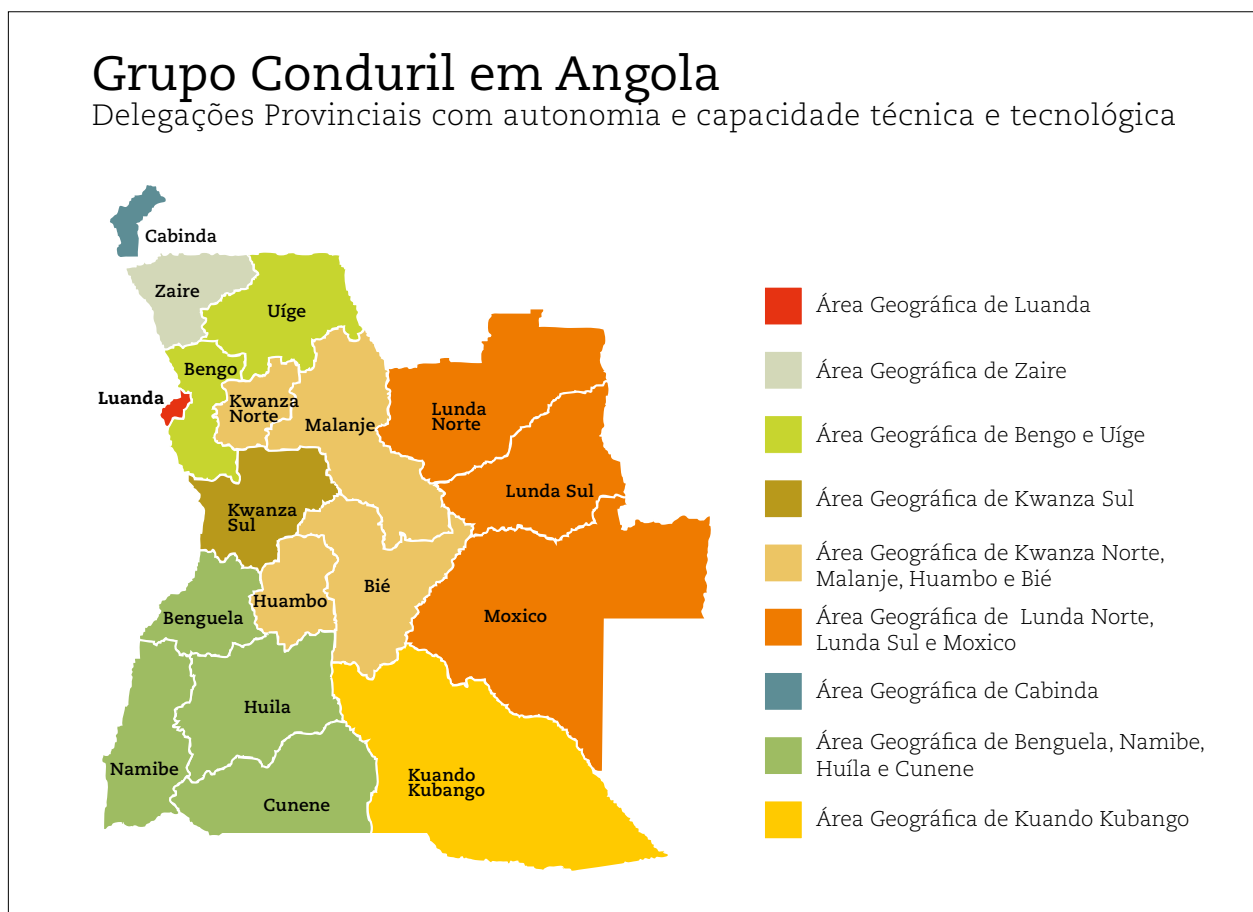 Grupo Conduril em Angola
Delegações Provinciais com autonomia e capacidade técnica e tecnológica
Cabinda
Zaire
Uíge
Bengo
Luanda
Kwanza
Norte
Malanje
Lunda
Norte
Lunda Sul
Kwanza
Sul
Benguela
Huambo
Bié
Moxico
Huila
Namibe
Cunene
Kuando
Kubango
Área Geográfica de Luanda
Área Geográfica de Zaire
Área Geográfica de Bengo e Uíge
Área Geográfica de Kwanza Sul
Área Geográfica de Kwanza Norte,
Malanje, Huambo e Bié
Área Geográfica de Lunda Norte,
Lunda Sul e Moxico
Área Geográfica de Cabinda
Área Geográfica de Benguela, Namibe,
Huíla e Cunene
Área Geográfica de Kuando Kubango